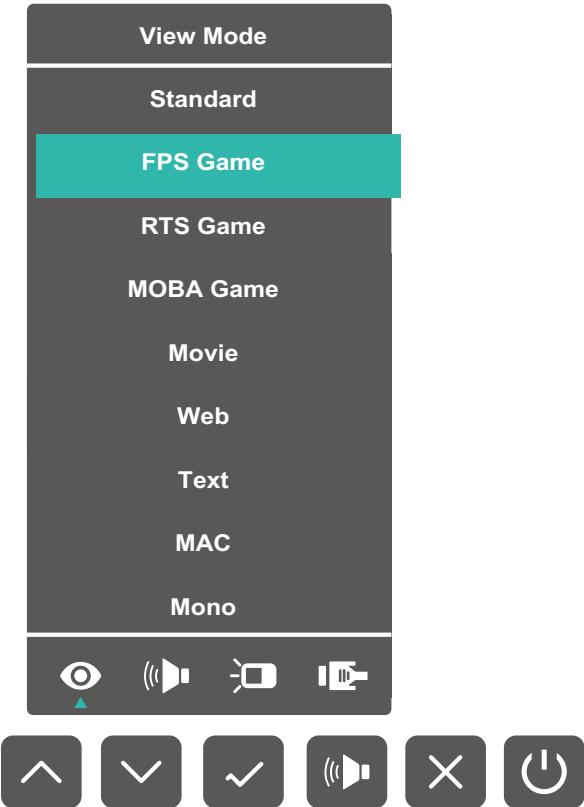 View Mode
Standard
FPS Game
RTS Game
MOBA Game
Movie
Web
Text
MAC
Mono